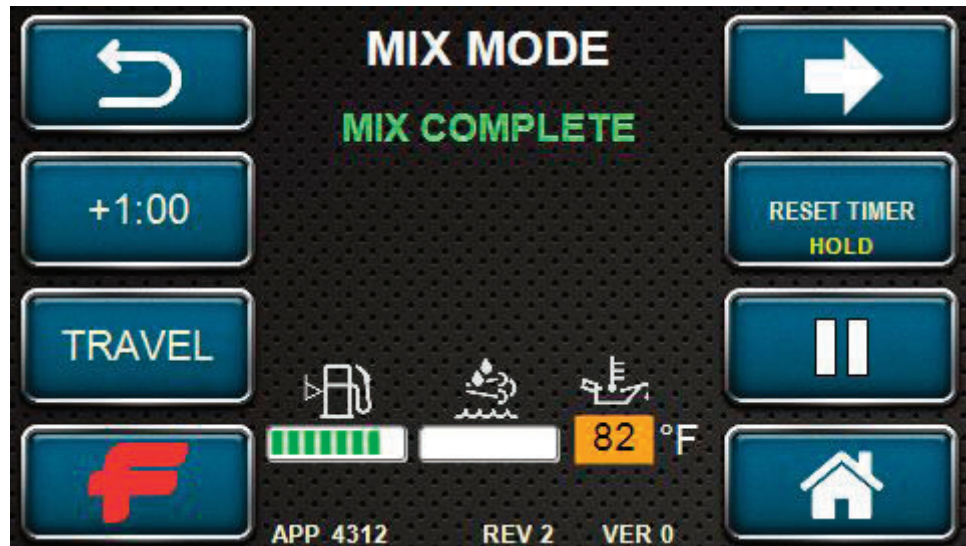 MIX MODE
MIX COMPLETE
+1:00
RESET TIMER
HOLD
TRAVEL
82 °F
APP 4312 REV 2 VER 0